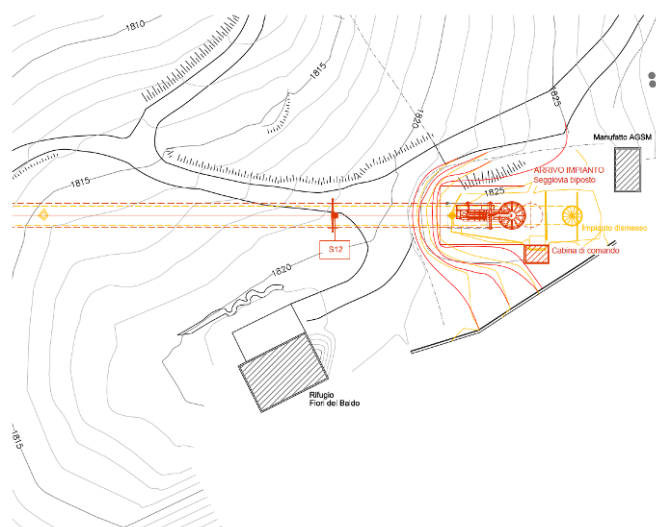 1810
1815
1820
1825
Manufatto AGSM
ARRIVO IMPIANTO
Seggiovia biposto
1825
1815
Impianto dismesso
S12
Cabina di comando
1820
Rifugio
Fiori del Baldo
1815